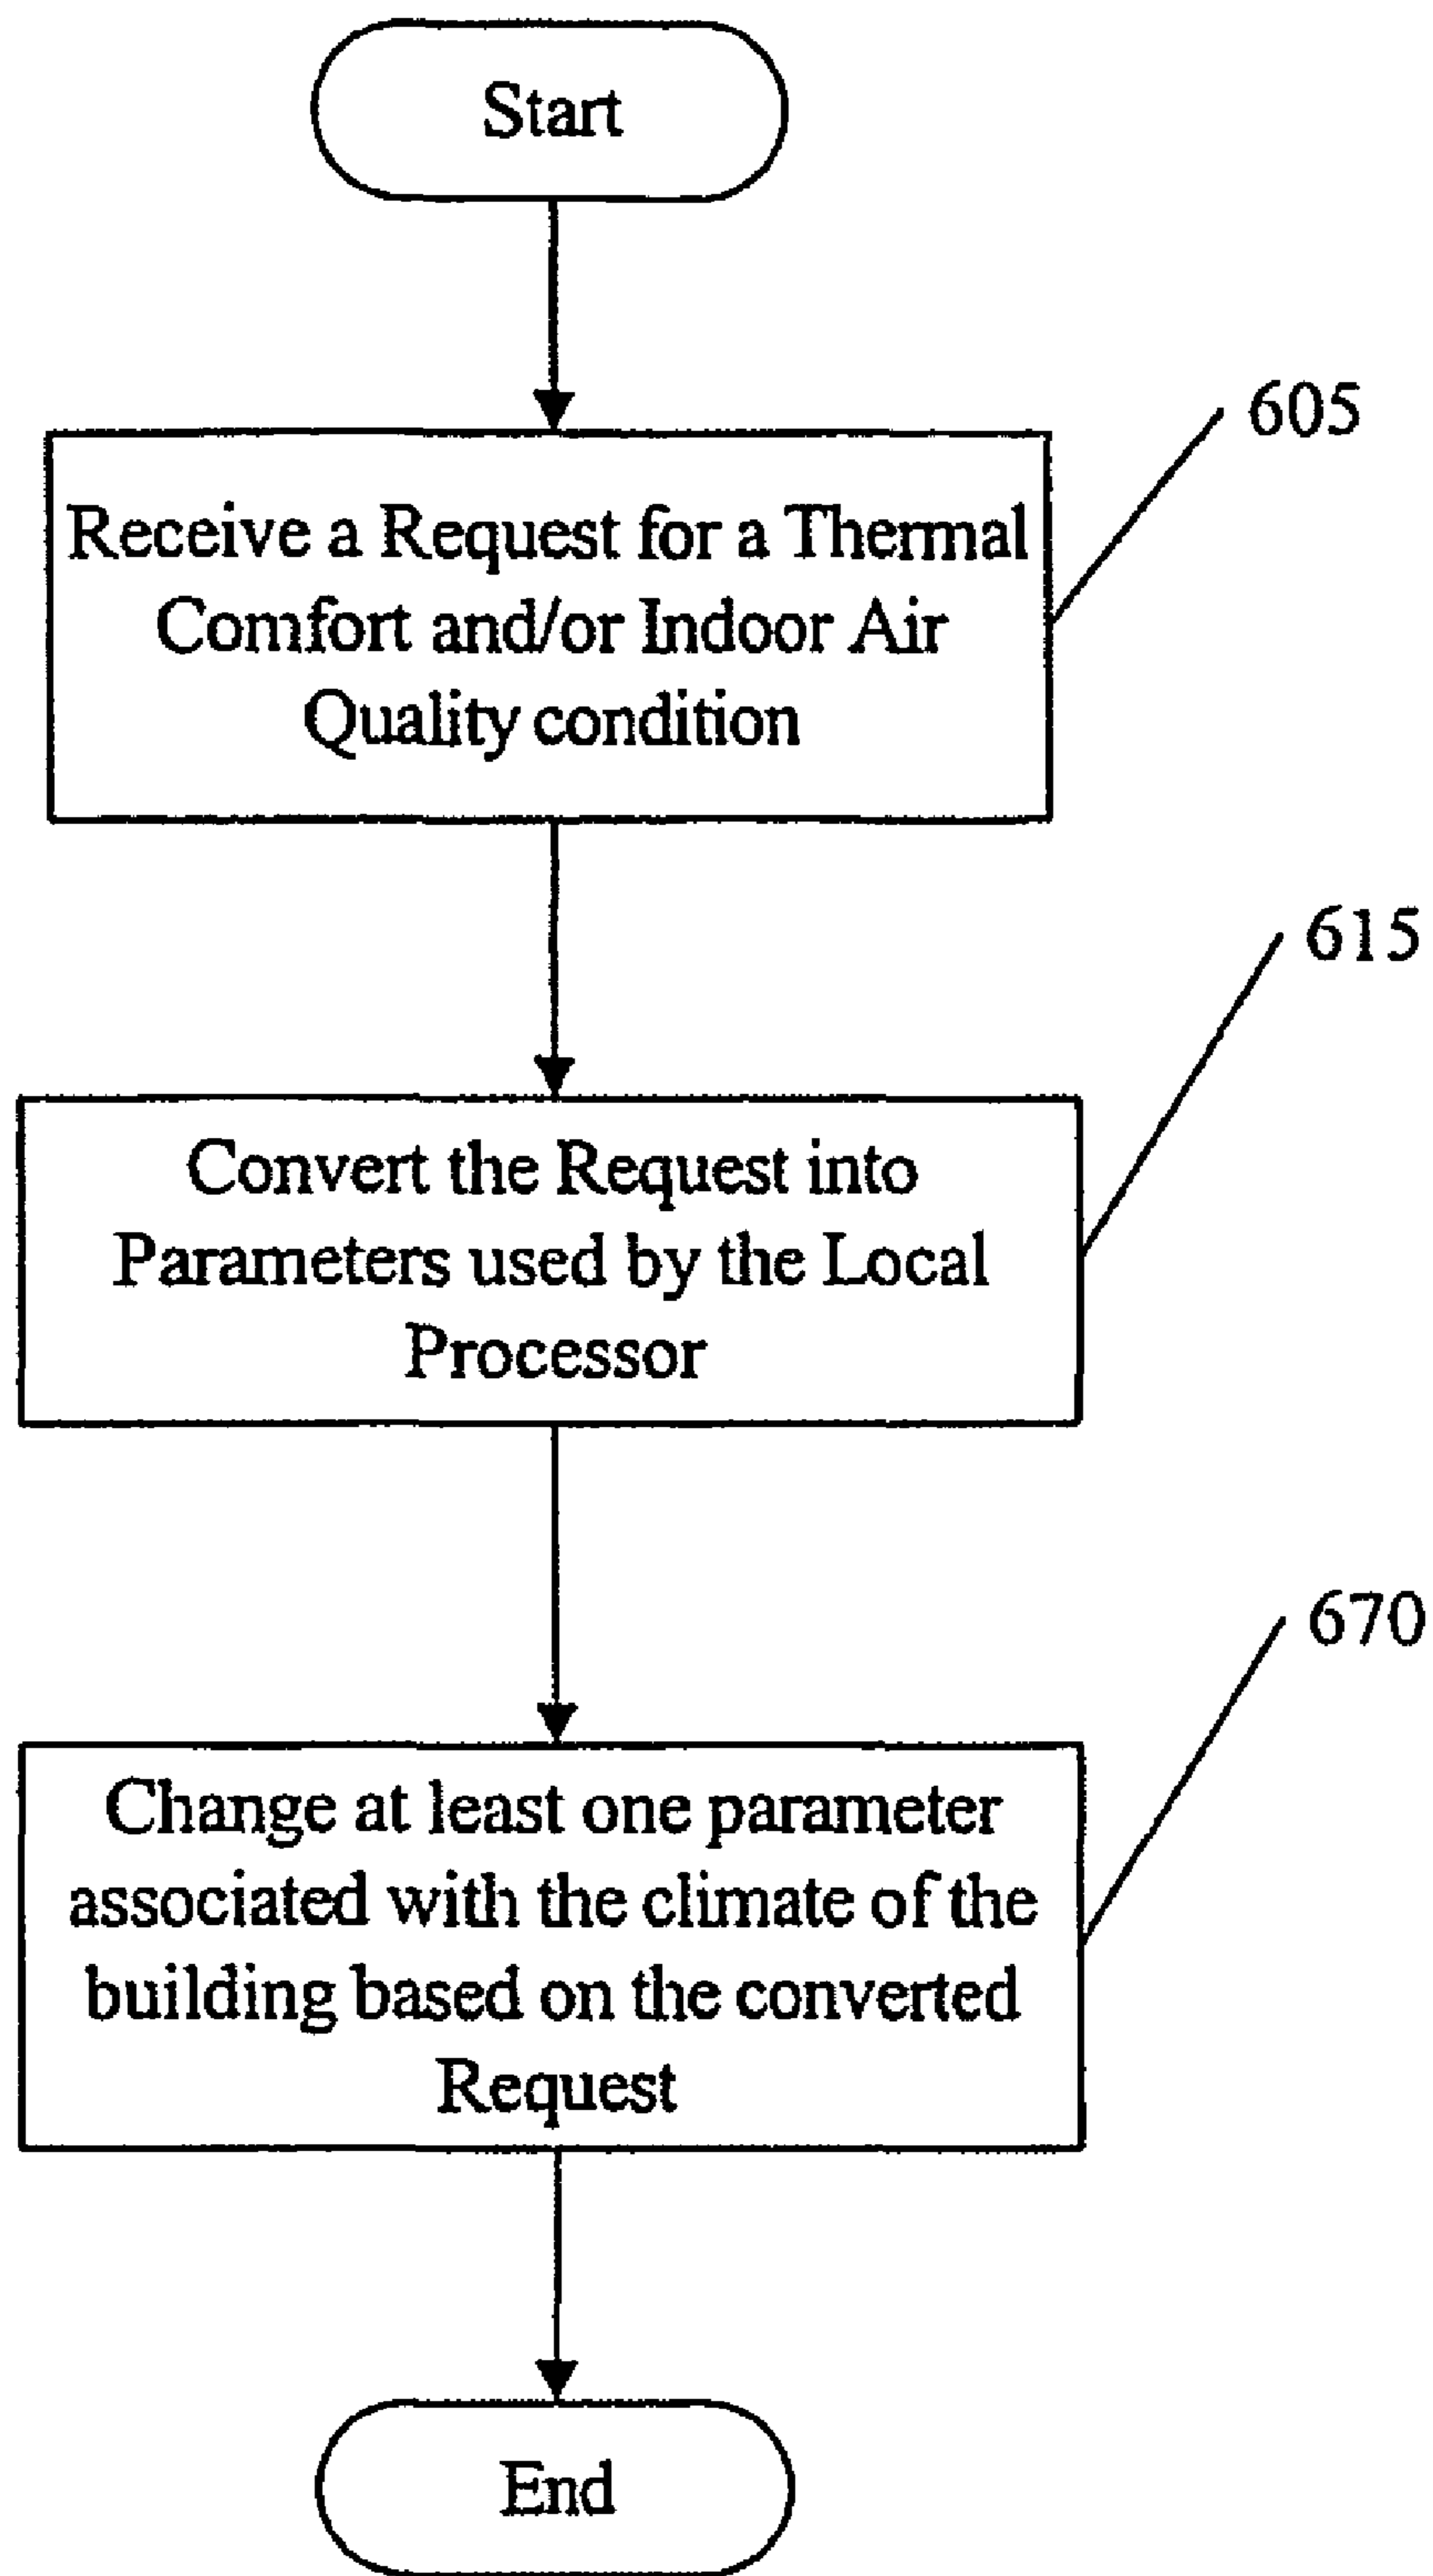 Start
605
Receive a Request for a Thermal
Comfort and/or Indoor Air
Quality condition
615
Convert the Request into
Parameters used by the Local
Processor
670
Change at least one parameter
associated with the climate of the
building based on the converted
Request
End